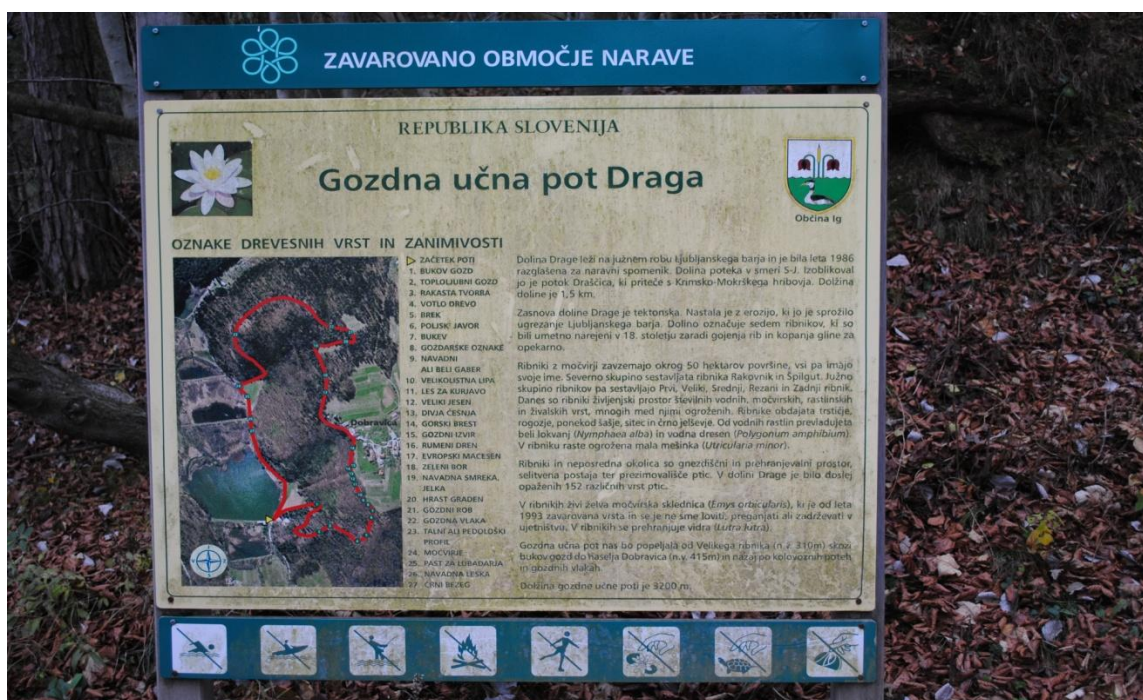 ZAVAROVANO OBMOČJE NARAVE
REPUBLIKA SLOVENIJA
Gozdna učna pot Draga
Občina Ig
OZNAKE DREVESNIH VRST IN ZANIMIVOSTI
ZAČETEK POTI
1. BUKOV GOZD
2. TOPLOLJUBNI GOZD
3. RAKASTA TVORBA
4. VOTLO DREVO
5. BREK
6. POLJSKI JAVOR
7. BUKEV
8. GOZDARSKE OZNAKE
9. NAVADNI
ALI BELI GABER
10. VELIKOLISTNA LIPA
11. LES ZA KURJAVO
12. VELIKI JESEN
13. DIVJA ČEŠNJA
14. GORSKI BREST
15. GOZDNI IZVIR
16. RUMENI DREN
17. EVROPSKI MACESEN
18. ZELENI BOR
19. NAVADNA SMREKA,
JELKA
20 HRAST GRADEN
21. GOZDNI ROB
22. GOZDNA VLAKA
23. TALNI ALI PEDOLOŠKI
PROFIL
24. MOČVIRJE
25. PAST ZA LUBADARJA
26. NAVADNA LESKA
27. ČRNI BEZEG
Dobravica
Dolina Drage leži na južnem robu Ljubljanskega barja in je bila leta 1986
razglašena za naravni spomenik. Dolina poteka v smeri S-J. Izoblikoval
jo je potok Draščica, ki priteče s Krimsko-Mokrškega hribovja. Dolžina
doline je 1,5 km.
Zasnova doline Drage je tektonska. Nastala je z erozijo, ki jo je sprožilo
ugrezanje Ljubljanskega barja. Dolino označuje sedem ribnikov, ki so
bili umetno narejeni v 18. stoletju zaradi gojenja rib in kopanja gline za
opekarno.
Ribniki z močvirji zavzemajo okrog 50 hektarov površine, vsi pa imajo
svoje ime. Severno skupino sestavljata ribnika Rakovnik in Špilgut. Južno
skupino ribnikov pa sestavljajo Prvi, Veliki, Srednji, Rezani in Zadnji ribnik.
Danes so ribniki življenjski prostor številnih vodnih, močvirskih, rastlinskih
in živalskih vrst, mnogih med njimi ogroženih. Ribnike obdajata trstičje,
rogozje, ponekod šašje, sitec in črno jelševje. Od vodnih rastlin prevladujeta
beli lokvanj (Nymphaea alba) in vodna dresen (Polygonum amphibium).
V ribniku raste ogrožena mala mešinka (Utricularia minor).
Ribniki in neposredna okolica so gnezdiščni in prehranjevalni prostor,
selitvena postaja ter prezimovališče ptic. V dolini Drage je bilo doslej
opaženih 152 različnih vrst ptic.
V ribnikih živi želva močvirska sklednica (Emys orbicularis), ki je od leta
1993 zavarovana vrsta in se je ne sme loviti, preganjati ali zadrževati v
ujetništvu. V ribnikih se prehranjuje vidra (Lutra lutra).
Gozdna učna pot nas bo popeljala od Velikega ribnika (n.v. 310m) skozi
bukov gozd do naselja Dobravica (n.v. 415m) in nazaj po kolovoznih poteh
in gozdnih vlakah.
Dolžina gozdne učne poti je 3200 m.